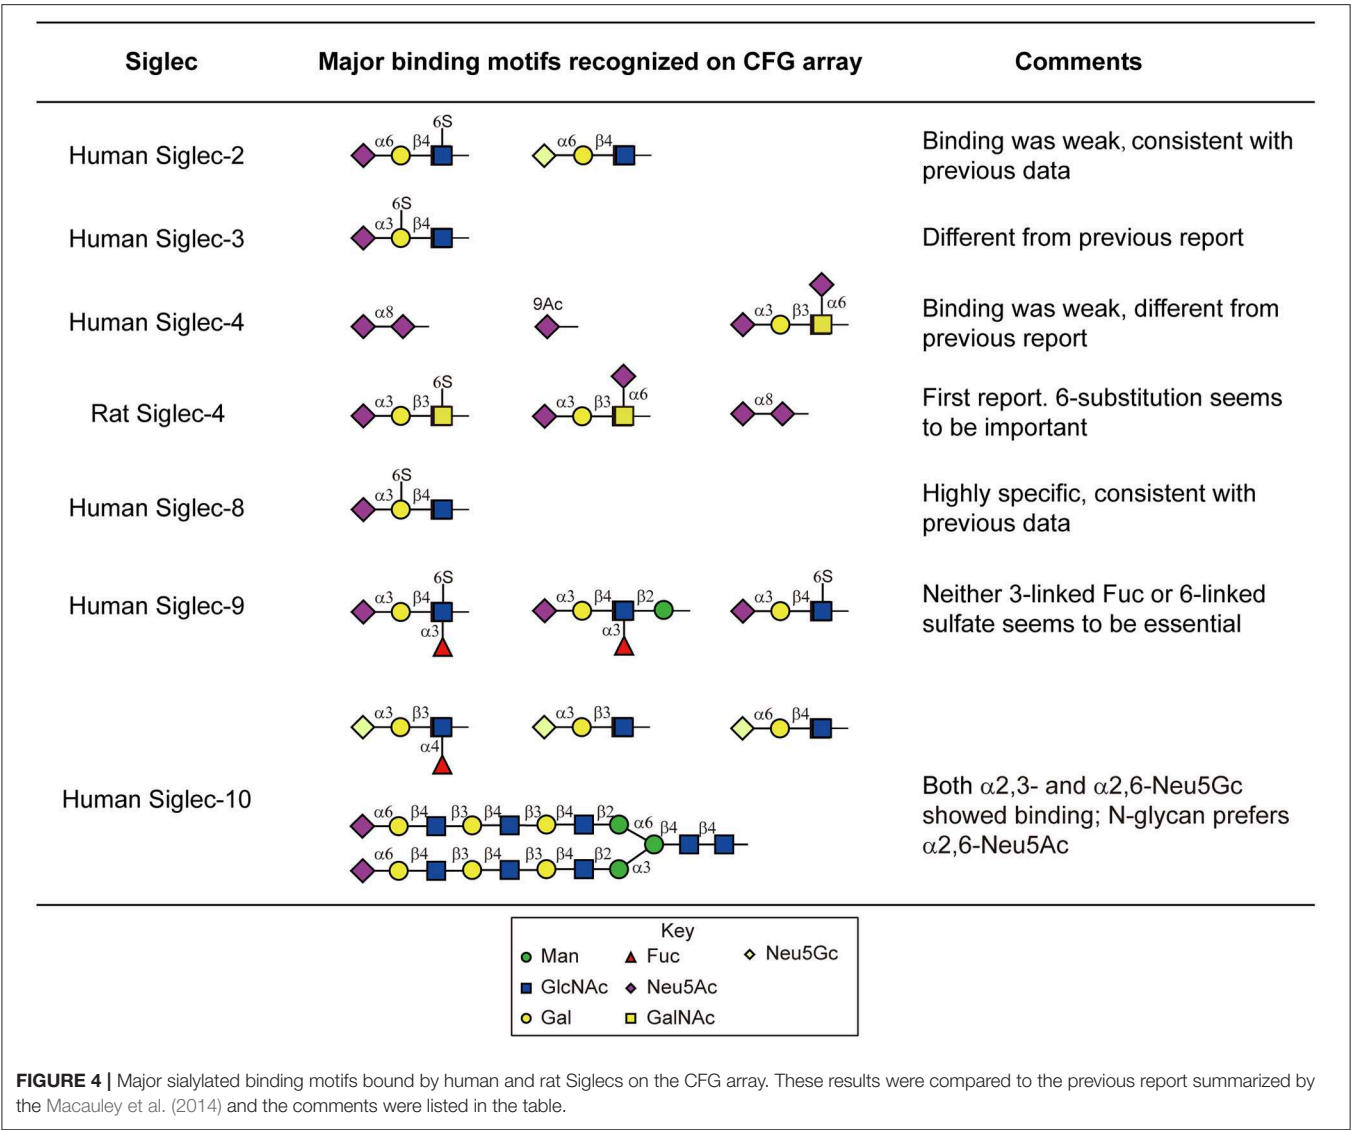 Siglec Major binding motifs recognized on CFG array Comments
6S
α6 β4 α6 β4
Human Siglec-2
Binding was weak, consistent with
previous data
6S
α3 β4
Human Siglec-3
Different from previous report
α8 9Ac α3 β3 α6
Human Siglec-4
Binding was weak, different from
previous report
6S
α3 β3 α3 β3 α6 α8
Rat Siglec-4
First report. 6-substitution seems
to be important
6S
α3 β4
Human Siglec-8
Highly specific, consistent with
previous data
6S 6S
α3 β4 α3 β4 β2 α3 β4
α3 α3
Human Siglec-9
Neither 3-linked Fuc or 6-linked
sulfate seems to be essential
α3 β3 α3 β3 α6 β4
α4
Human Siglec-10
α6 β4 β3 β4 β3 β4 β2 α6 β4 β4
α6 β4 β3 β4 β3 β4 β2 α3
Both α2,3- and α2,6-Neu5Gc
showed binding; N-glycan prefers
α2,6-Neu5Ac
Key
Man Fuc Neu5Gc
GlcNAc Neu5Ac
Gal GalNAc
FIGURE 4 | Major sialylated binding motifs bound by human and rat Siglecs on the CFG array. These results were compared to the previous report summarized by
the Macauley et al. (2014) and the comments were listed in the table.